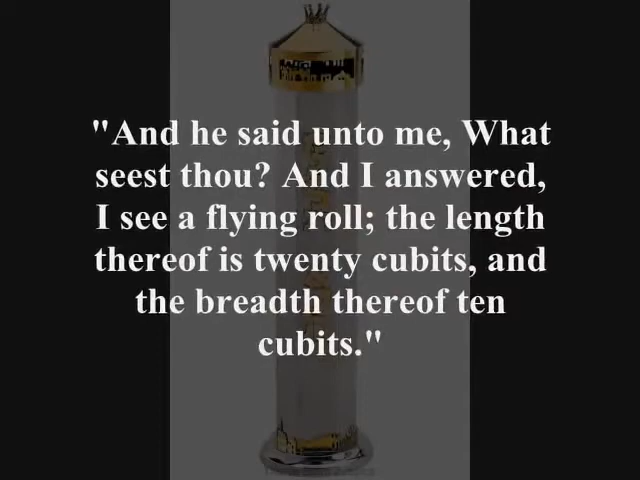 "And he said unto me, What
seest thou? And I answered,
I see a flying roll; the length
thereof is twenty cubits, and
the breadth thereof ten
cubits."